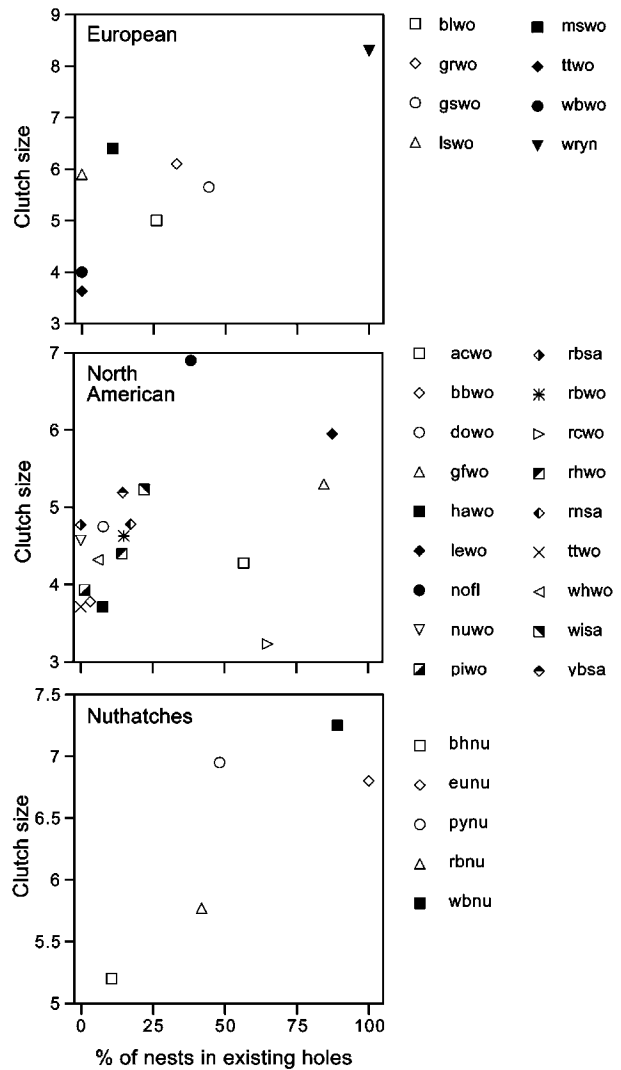 European
9
8
7
6
5
4
3
Clutch size
blwo
grwo
gswo
lswo
mswo
ttwo
wbwo
wryn
North
American
7
6
5
4
3
Clutch size
acwo
bbwo
dowo
gfwo
hawo
lewo
nofl
nuwo
piwo
rbsa
rbwo
rcwo
rhwo
rnsa
ttwo
whwo
wisa
ybsa
Nuthatches
7.5
7
6.5
6
5.5
5
Clutch size
0 25 50 75 100
% of nests in existing holes
bhnu
eunu
pynu
rbnu
wbnu